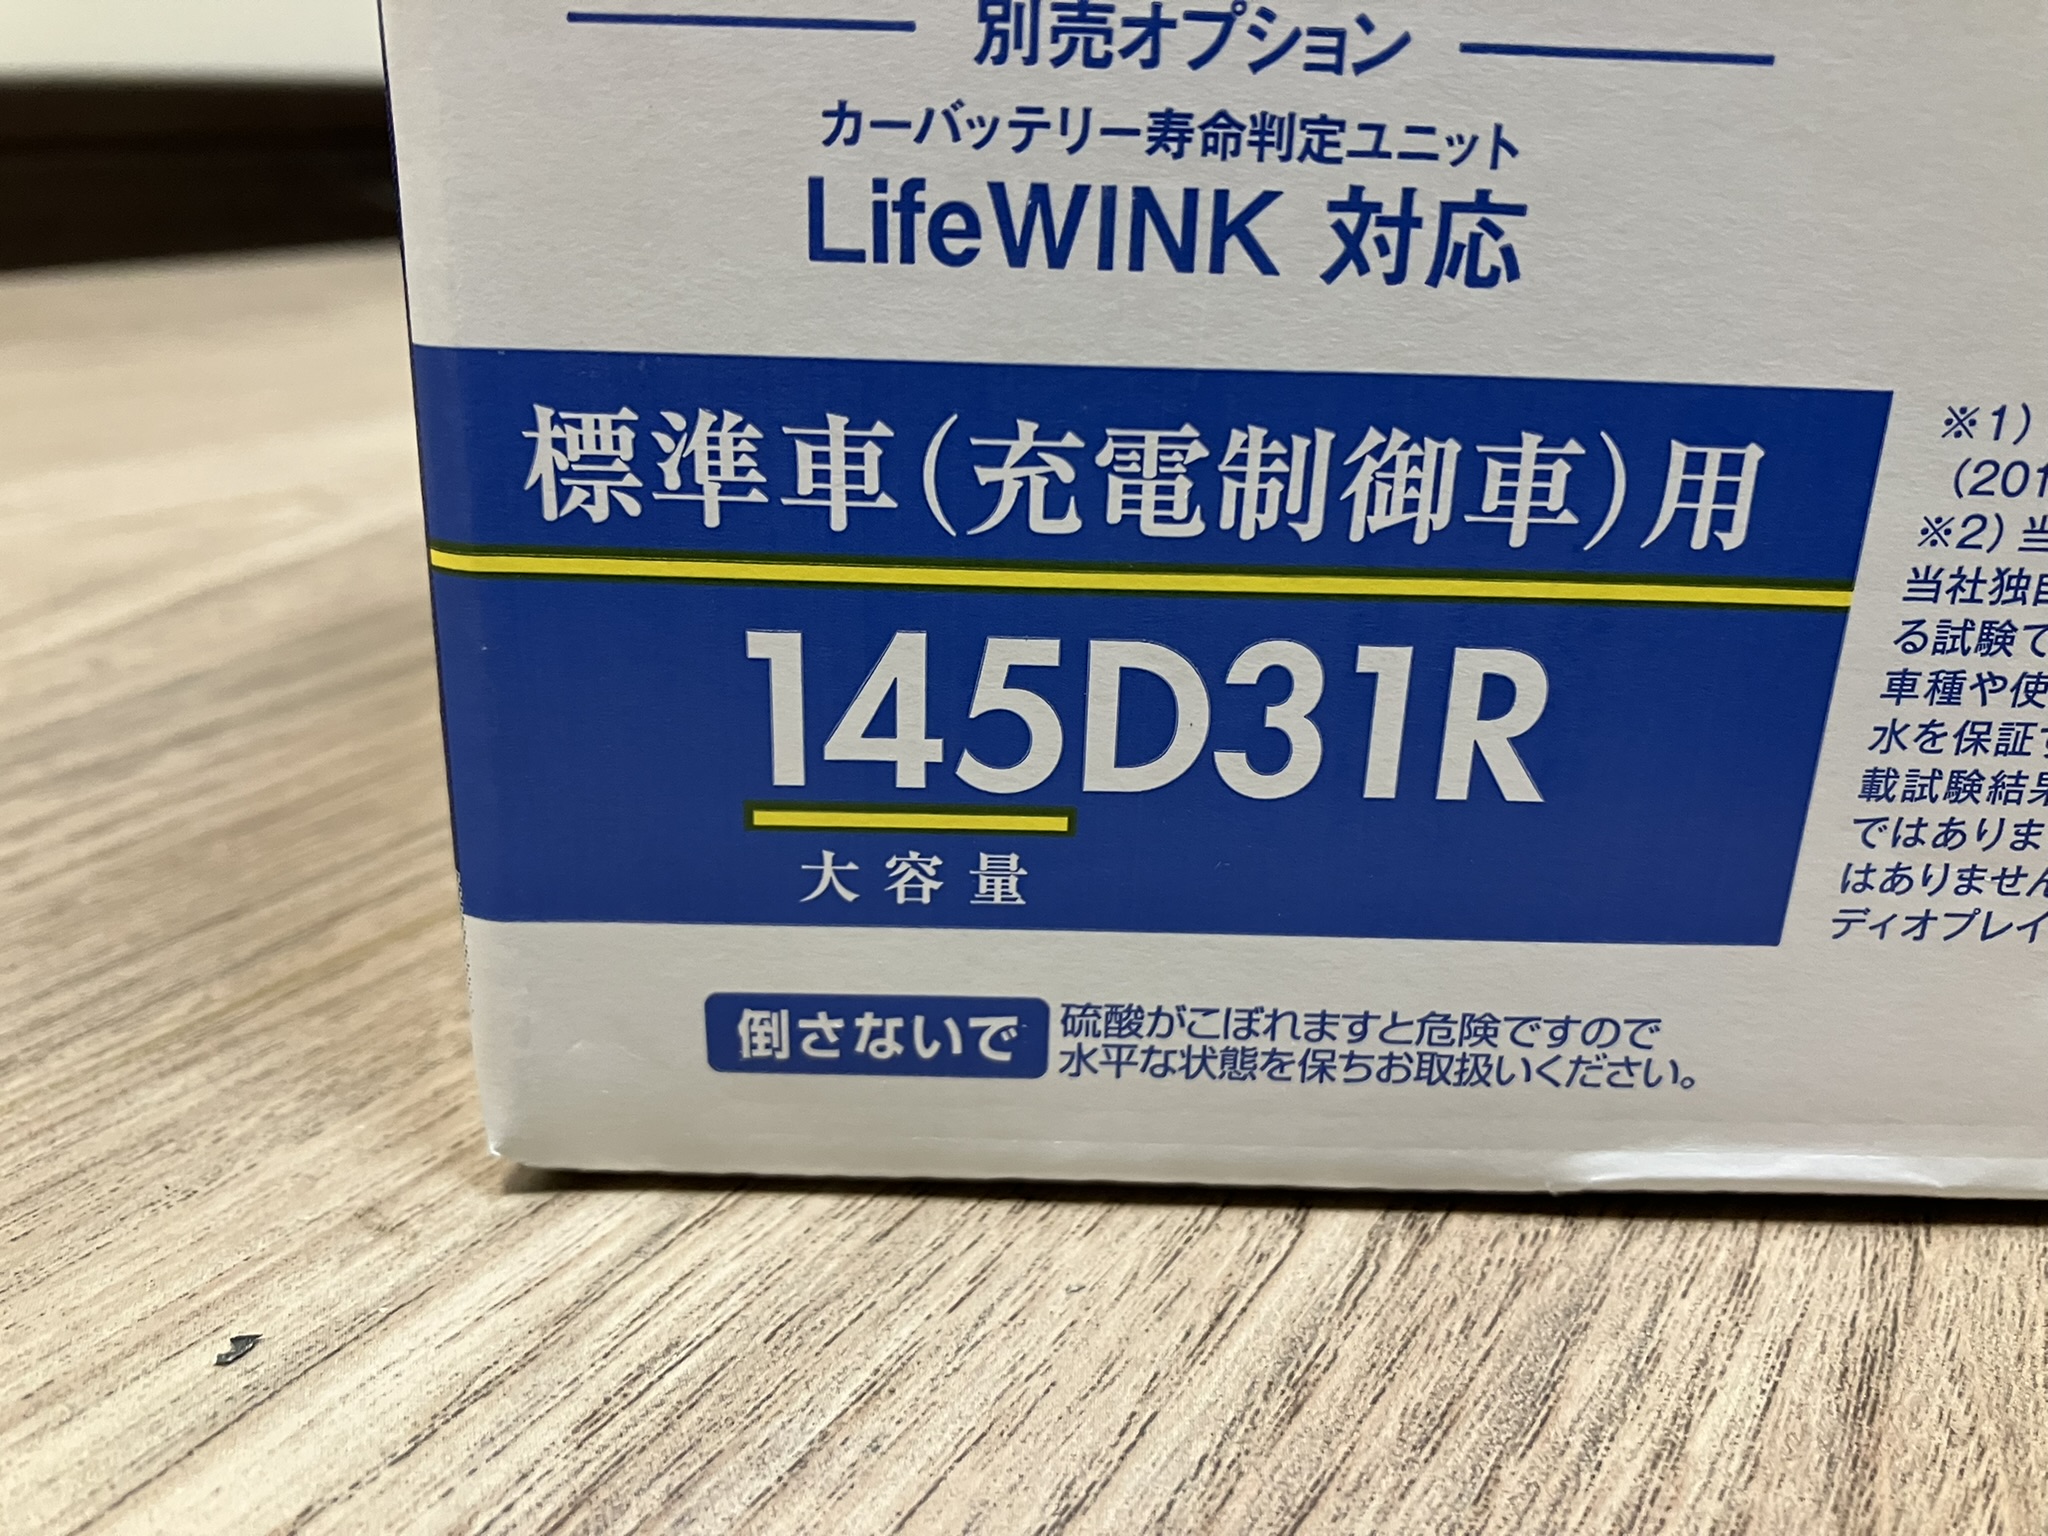 別売オプション
カーバッテリー寿命判定ユニット
LifeWINK 対応
標準車(充電制御車)用
145D31R
大容量
倒さないで
硫酸がこぼれますと危険ですので
水平な状態を保ちお取扱いください。
※1)
(201
※2) 当
当社独自
る試験で
車種や使
水を保証す
載試験結果
ではありま
はありません
ディオプレイ